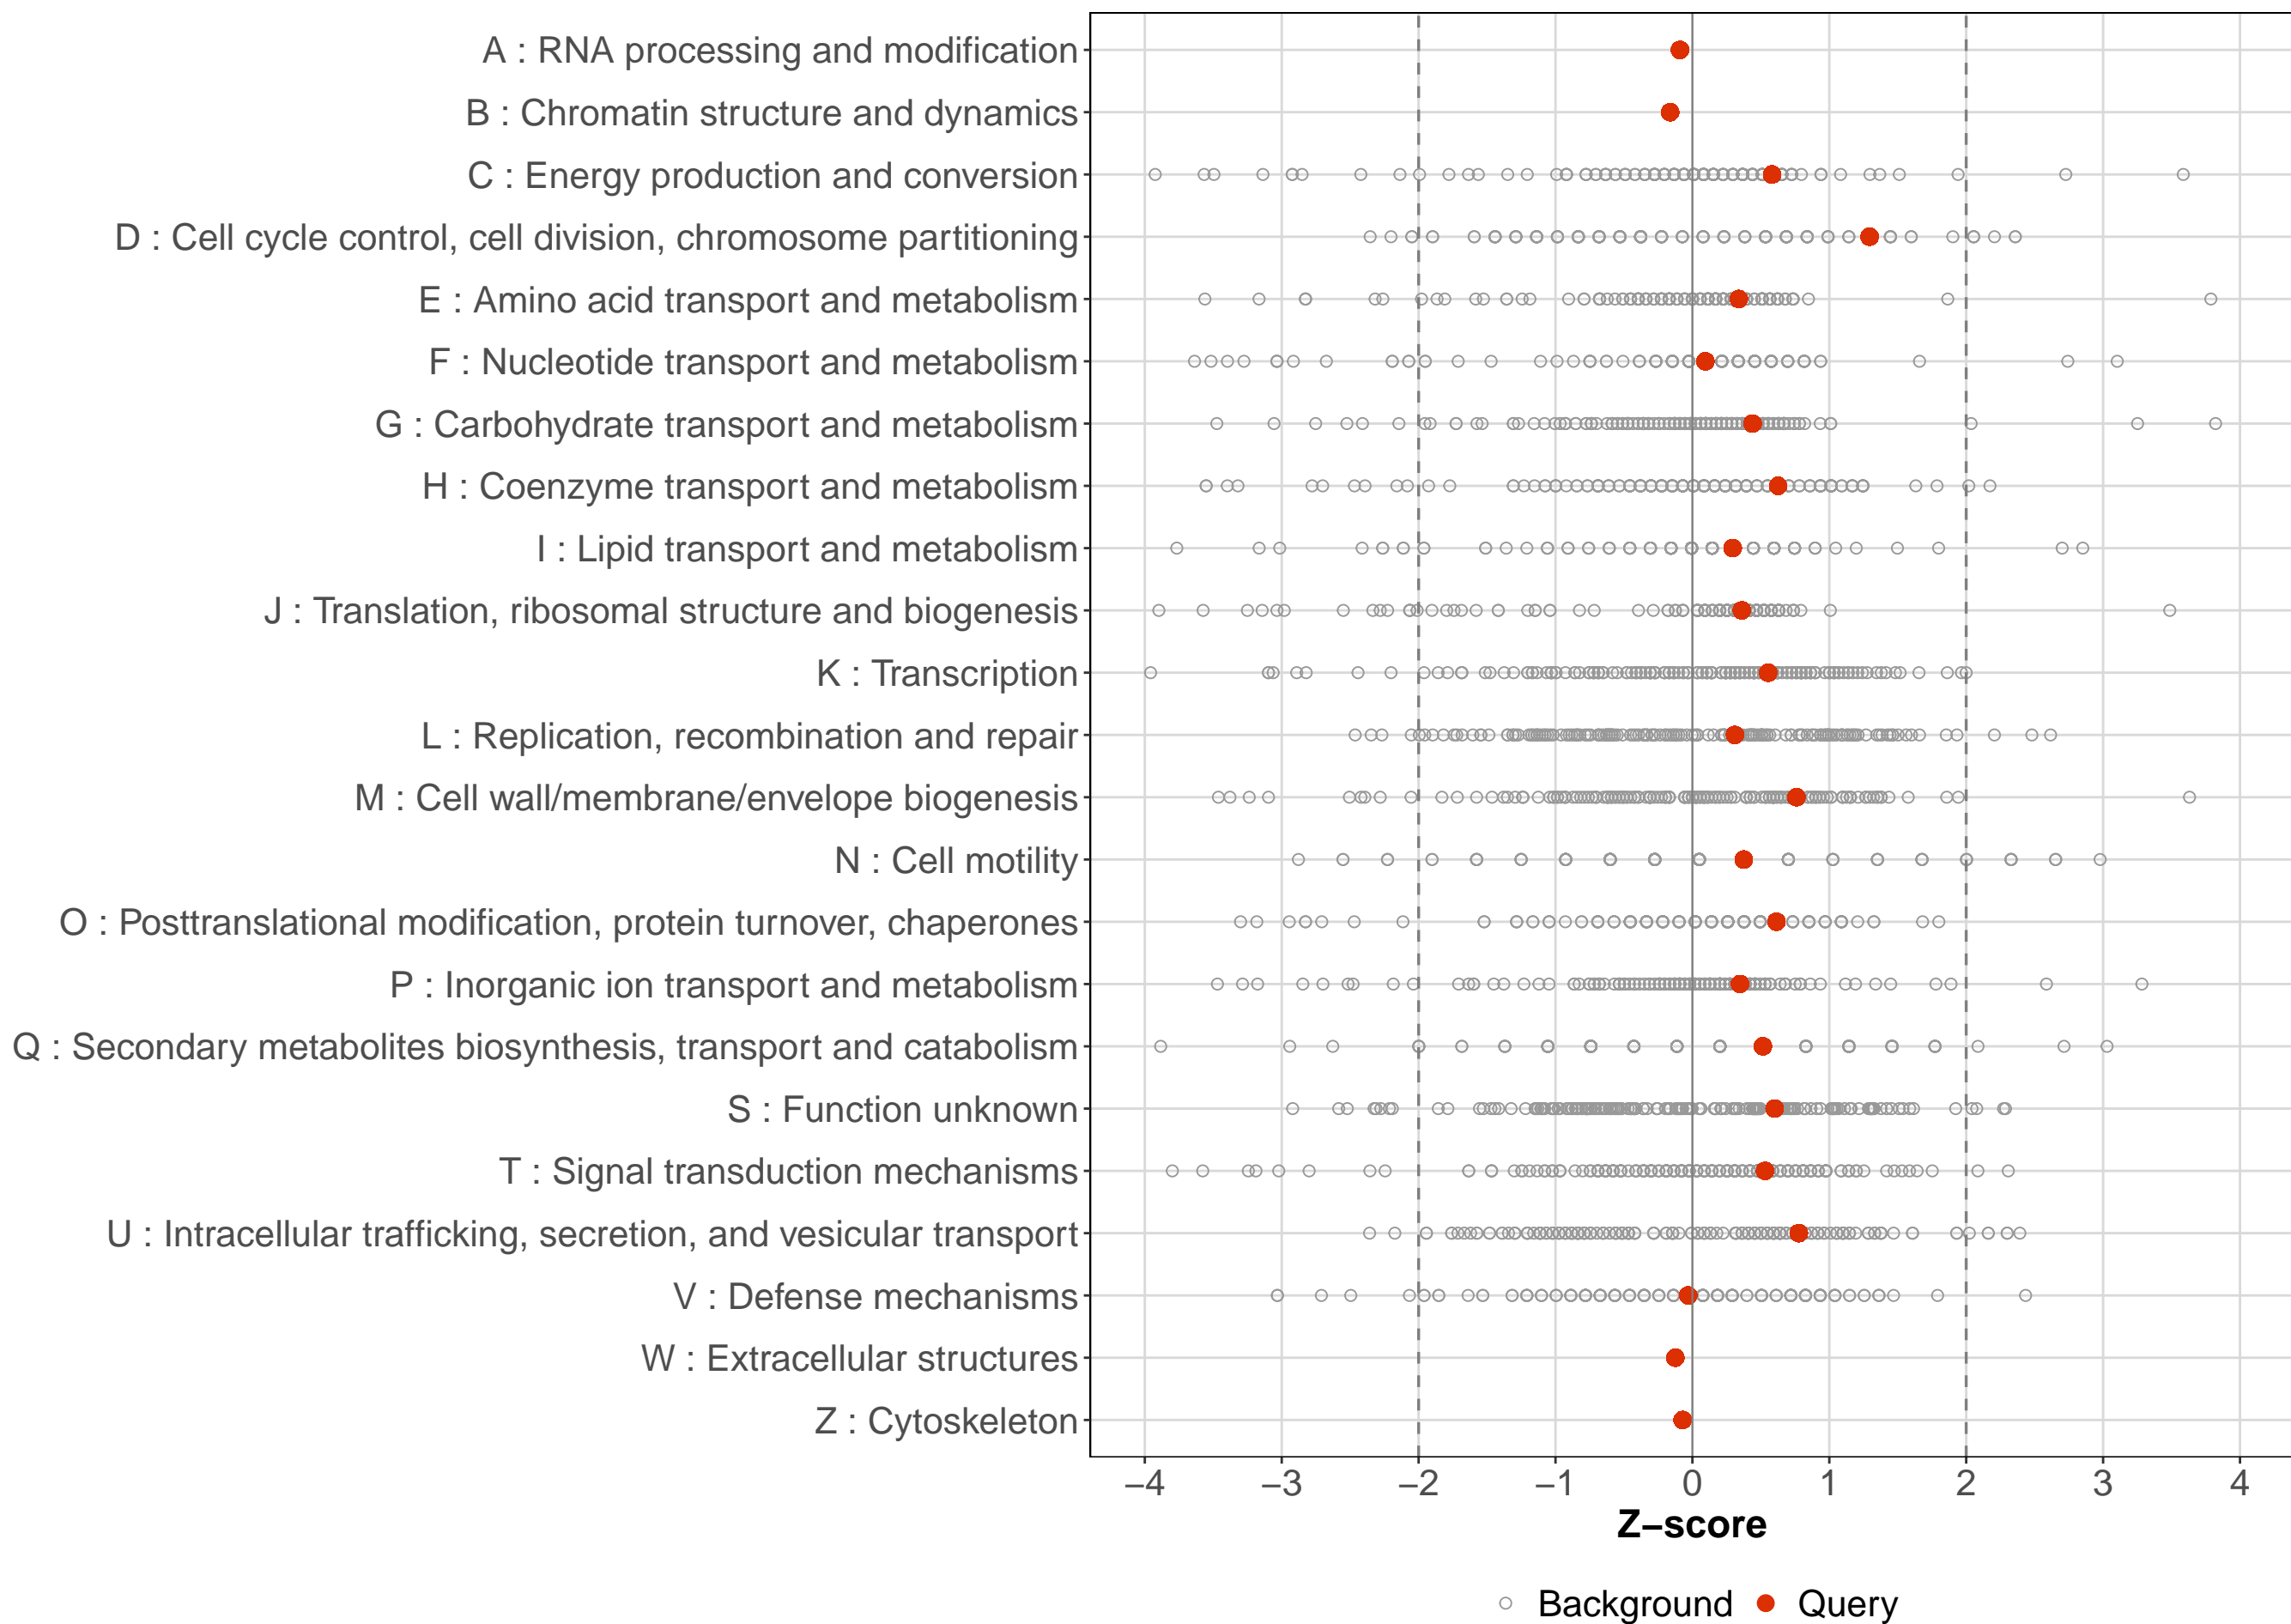 A : RNA processing and modification
B : Chromatin structure and dynamics
C : Energy production and conversion
D : Cell cycle control, cell division, chromosome partitioning
E : Amino acid transport and metabolism
F : Nucleotide transport and metabolism
G : Carbohydrate transport and metabolism
H : Coenzyme transport and metabolism
I : Lipid transport and metabolism
J : Translation, ribosomal structure and biogenesis
K : Transcription
L : Replication, recombination and repair
M : Cell wall/membrane/envelope biogenesis
N : Cell motility
O : Posttranslational modification, protein turnover, chaperones
P : Inorganic ion transport and metabolism
Q : Secondary metabolites biosynthesis, transport and catabolism
S : Function unknown
T : Signal transduction mechanisms
U : Intracellular trafficking, secretion, and vesicular transport
V : Defense mechanisms
W : Extracellular structures
Z : Cytoskeleton
−4 −3 −2 −1 0 1 2 3 4
Z−score
Background Query